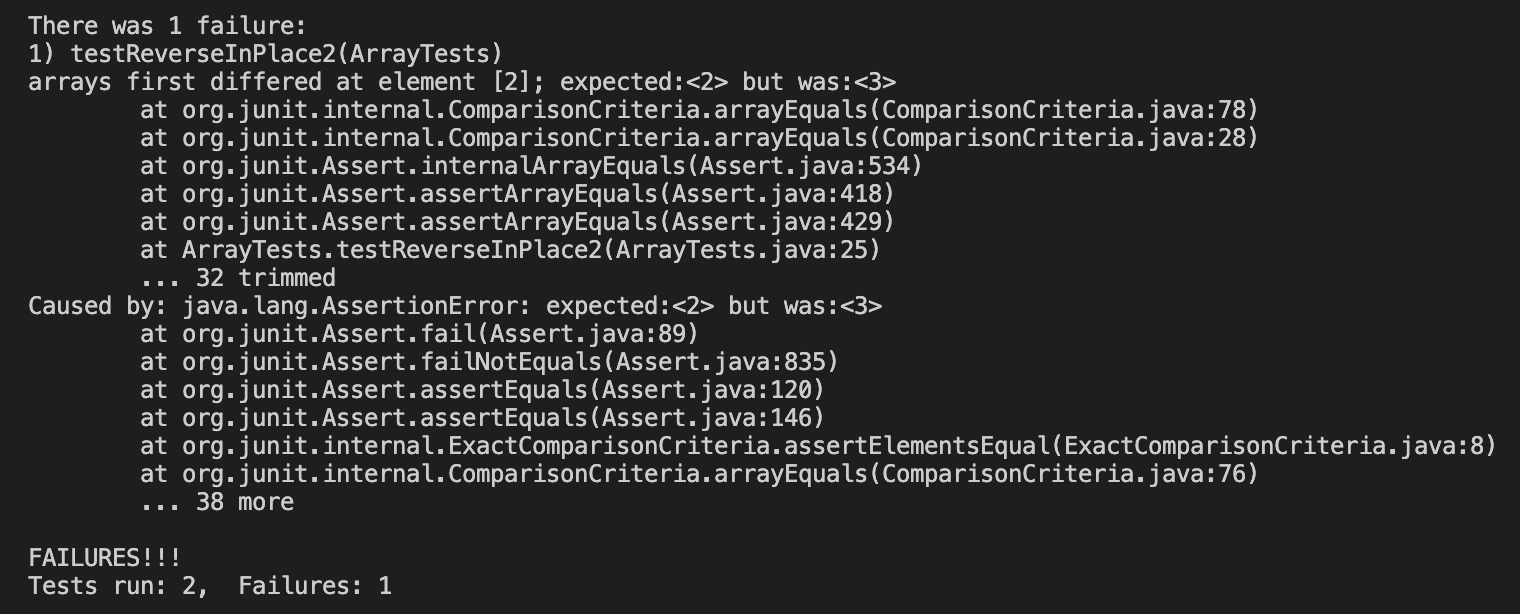 There was 1 failure:
1) testReverseInPlace2(ArrayTests)
arrays first differed at element [2]; expected:<2> but was:<3>
        at org.junit.internal.ComparisonCriteria.arrayEquals(ComparisonCriteria.java:78)
        at org.junit.internal.ComparisonCriteria.arrayEquals(ComparisonCriteria.java:28)
        at org.junit.Assert.internalArrayEquals(Assert.java:534)
        at org.junit.Assert.assertArrayEquals(Assert.java:418)
        at org.junit.Assert.assertArrayEquals(Assert.java:429)
        at ArrayTests.testReverseInPlace2(ArrayTests.java:25)
        ... 32 trimmed
Caused by: java.lang.AssertionError: expected:<2> but was:<3>
        at org.junit.Assert.fail(Assert.java:89)
        at org.junit.Assert.failNotEquals(Assert.java:835)
        at org.junit.Assert.assertEquals(Assert.java:120)
        at org.junit.Assert.assertEquals(Assert.java:146)
        at org.junit.internal.ExactComparisonCriteria.assertElementsEqual(ExactComparisonCriteria.java:8)
        at org.junit.internal.ComparisonCriteria.arrayEquals(ComparisonCriteria.java:76)
        ... 38 more

FAILURES!!!
Tests run: 2,  Failures: 1